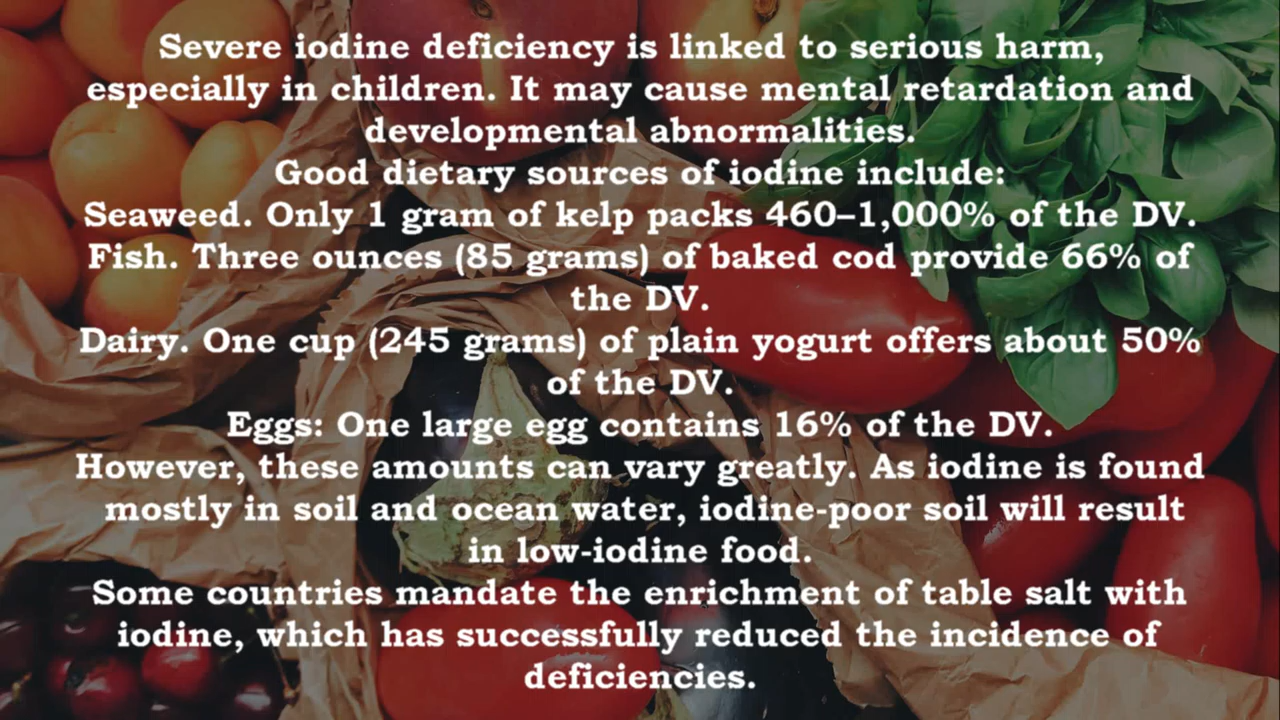 Severe iodine deficiency is linked to serious harm,
especially in children. It may cause mental retardation and
developmental abnormalities.
Good dietary sources of iodine include:
Seaweed. Only 1 gram of kelp packs 460–1,000% of the DV.
Fish. Three ounces (85 grams) of baked cod provide 66% of
the DV.
Dairy. One cup (245 grams) of plain yogurt offers about 50%
of the DV.
Eggs: One large egg contains 16% of the DV.
However, these amounts can vary greatly. As iodine is found
mostly in soil and ocean water, iodine-poor soil will result
in low-iodine food.
Some countries mandate the enrichment of table salt with
iodine, which has successfully reduced the incidence of
deficiencies.